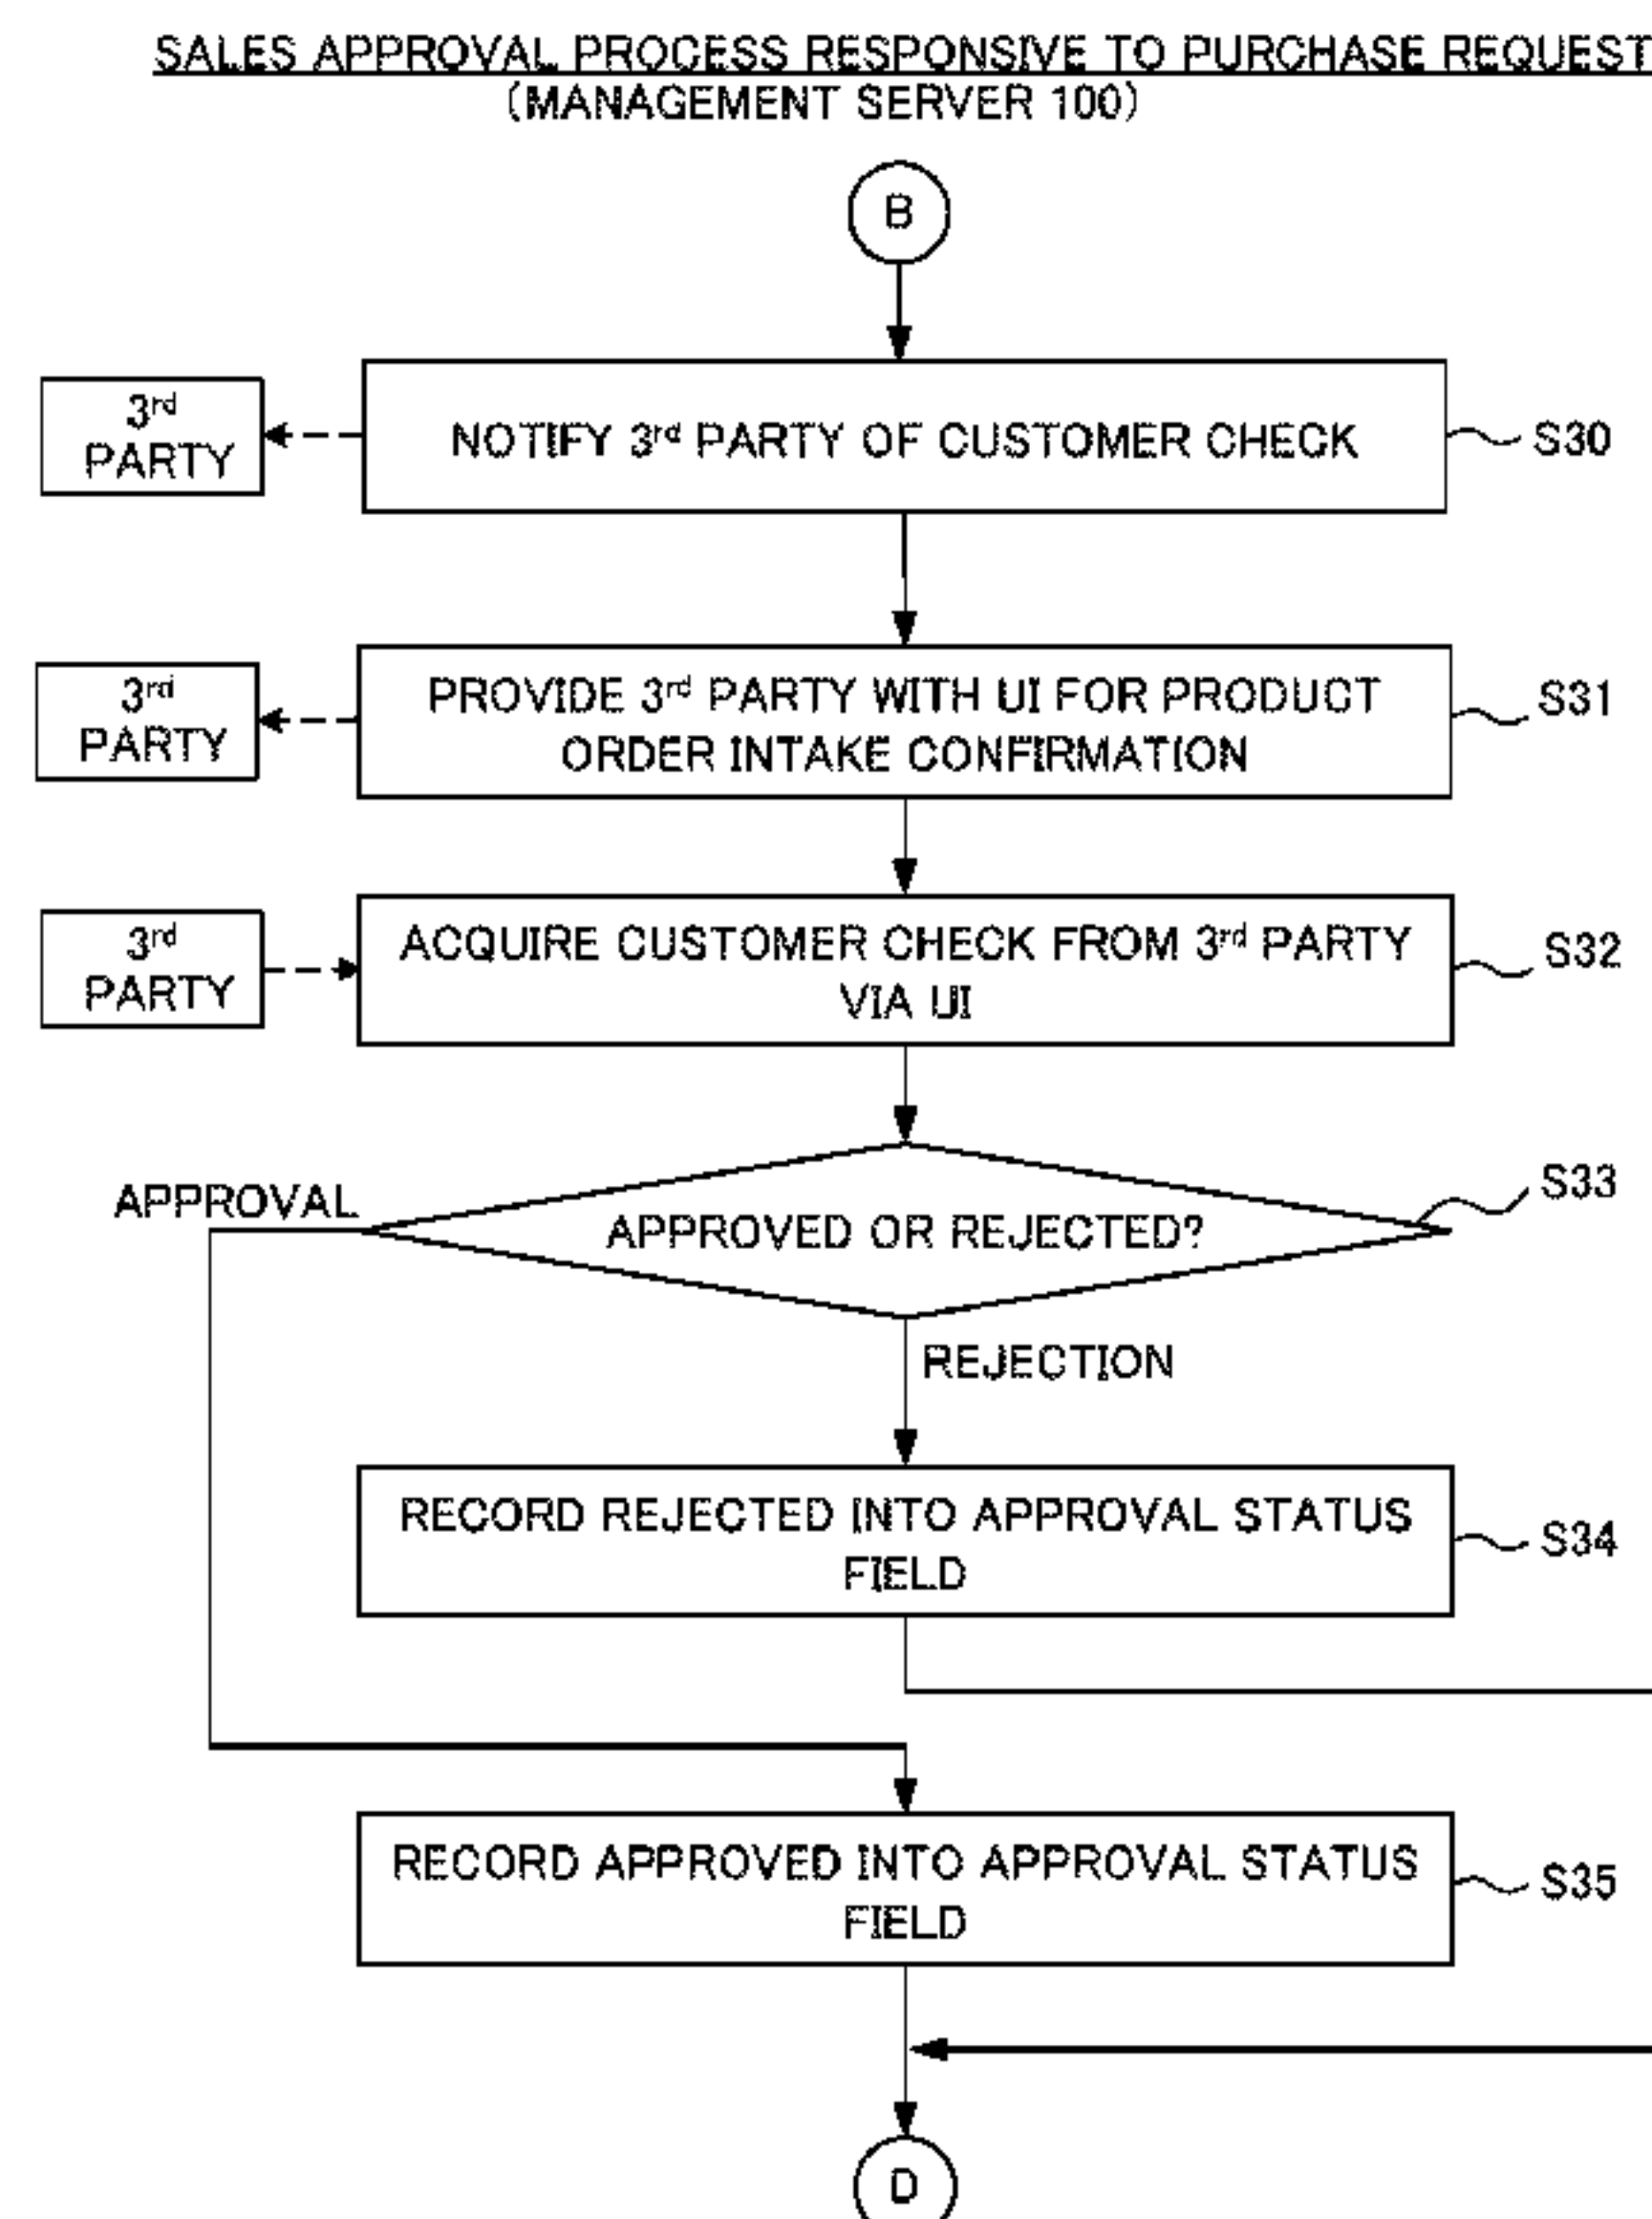 SALES APPROVAL PROCESS RESPONSIVE TO PURCHASE REQUEST
(MANAGEMENT SERVER 100)
B
3rd
PARTY
NOTIFY 3rd PARTY OF CUSTOMER CHECK
S30
3rd
PARTY
PROVIDE 3rd PARTY WITH UI FOR PRODUCT
ORDER INTAKE CONFIRMATION
S31
3rd
PARTY
ACQUIRE CUSTOMER CHECK FROM 3rd PARTY
VIA UI
S32
APPROVAL
APPROVED OR REJECTED?
S33
REJECTION
RECORD REJECTED INTO APPROVAL STATUS
FIELD
S34
RECORD APPROVED INTO APPROVAL STATUS
FIELD
S35
D